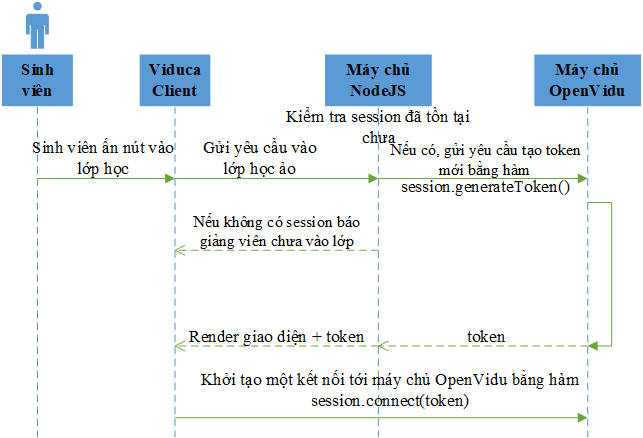 Sinh
viên
Viduca
Client
Máy chủ
NodeJS
Máy chủ
OpenVidu
Kiểm tra session đã tồn tại
chưa
Sinh viên ấn nút vào
lớp học
Gửi yêu cầu vào
lớp học ảo
Nếu có, gửi yêu cầu tạo token
mới bằng hàm
session.generateToken()
Nếu không có session báo
giảng viên chưa vào lớp
Render giao diện + token
token
Khởi tạo một kết nối tới máy chủ OpenVidu bằng hàm
session.connect(token)